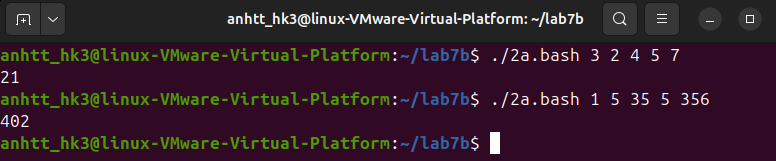 anhtt_hk3@linux-VMware-Virtual-Platform: ~/lab7b
anhtt_hk3@linux-VMware-Virtual-Platform:~/lab7b$ ./2a.bash 3 2 4 5 7
21
anhtt_hk3@linux-VMware-Virtual-Platform:~/lab7b$ ./2a.bash 1 5 35 5 356
402
anhtt_hk3@linux-VMware-Virtual-Platform:~/lab7b$